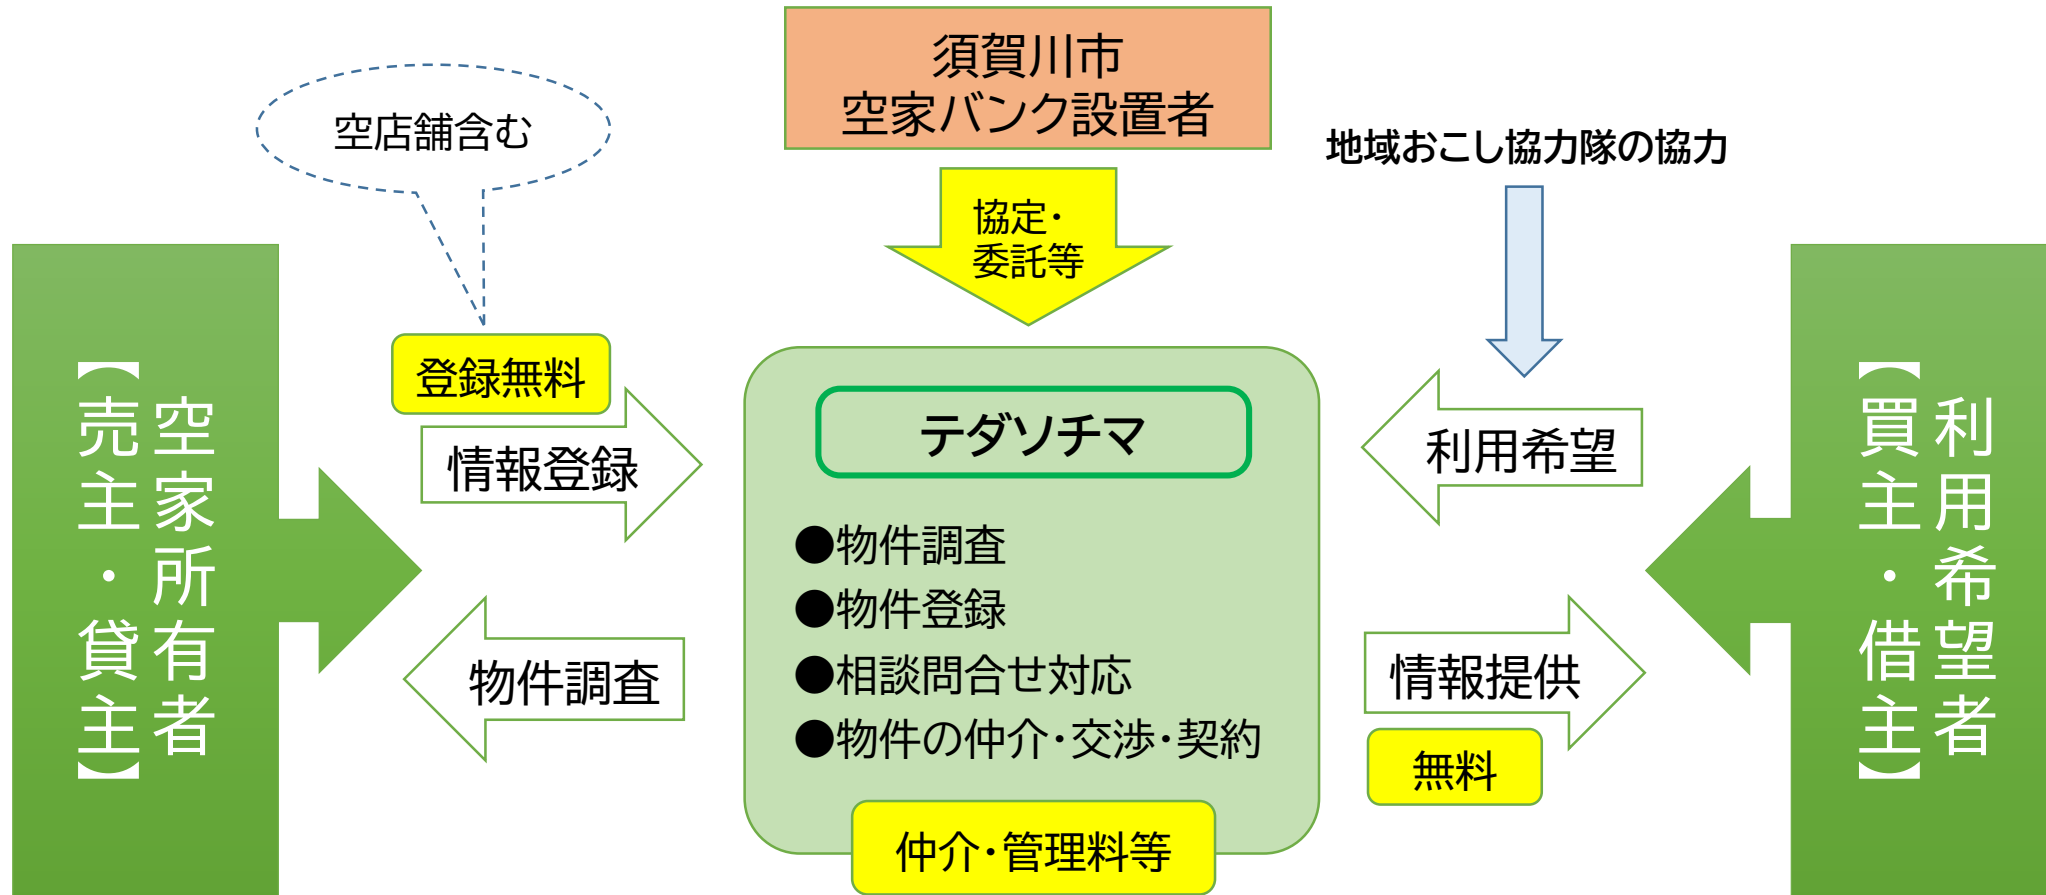 須賀川市
空家バンク設置者
空店舗含む
地域おこし協力隊の協力
協定・
委託等
登録無料
情報登録
物件調査
空家所有者
【売主・貸主】
テダソチマ
●物件調査
●物件登録
●相談問合せ対応
●物件の仲介・交渉・契約
仲介・管理料等
利用希望
情報提供
無料
利用希望者
【買主・借主】